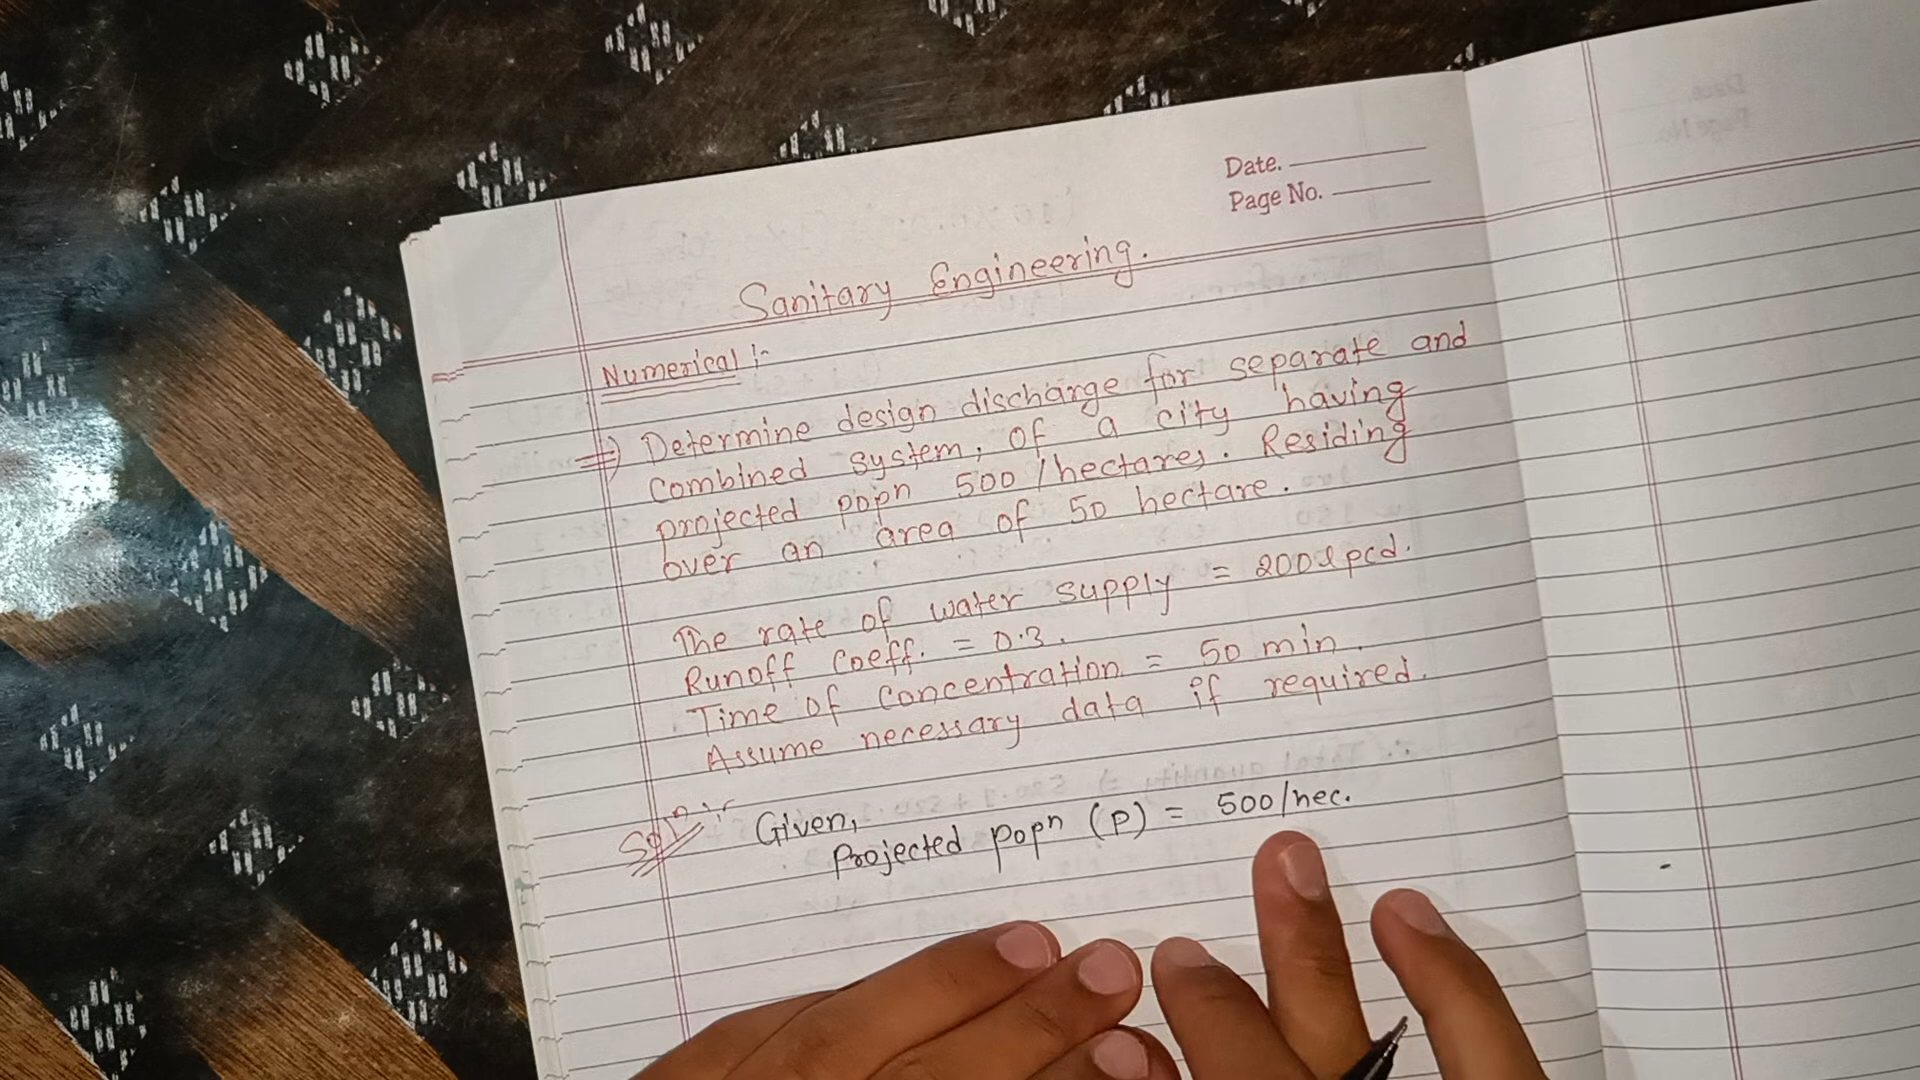 Date.
Page No.
Sanitary Engineering.
Numerical :-
⇒) Determine design discharge for separate and
Combined system, of a city having
projected popn 500/hectares. Residing
over an area of 50 hectare.
The rate of water supply = 200lpcd.
Runoff Coeff. = 0.3.
Time of Concentration = 50 min.
Assume necessary data if required.
Soln :- Given,
Projected popn (P) = 500/hec.